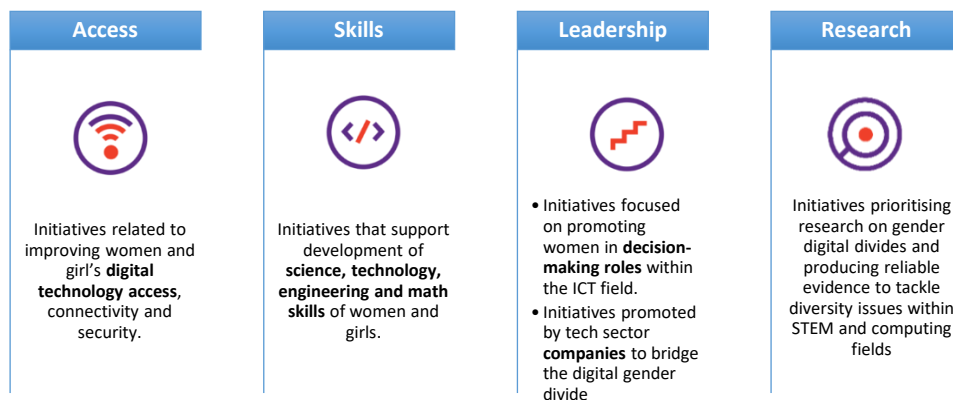 Access
Initiatives related to
improving women and
girl's digital
technology access,
connectivity and
security.
Skills
Initiatives that support
development of
science, technology,
engineering and math
skills of women and
girls.
Leadership
• Initiatives focused
on promoting
women in decision-
making roles within
the ICT field.
• Initiatives promoted
by tech sector
companies to bridge
the digital gender
divide
Research
Initiatives prioritising
research on gender
digital divides and
producing reliable
evidence to tackle
diversity issues within
STEM and computing
fields